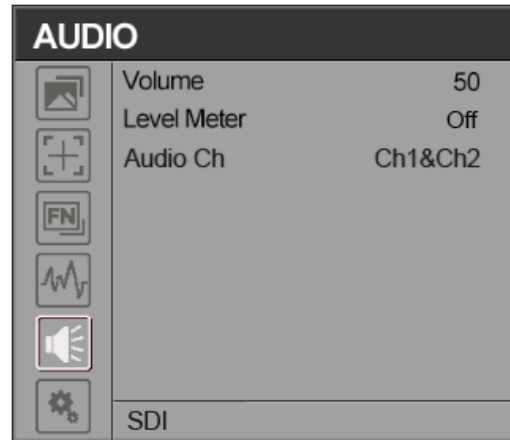 AUDIO
Volume 50
Level Meter Off
Audio Ch Ch1&Ch2
FN
SDI